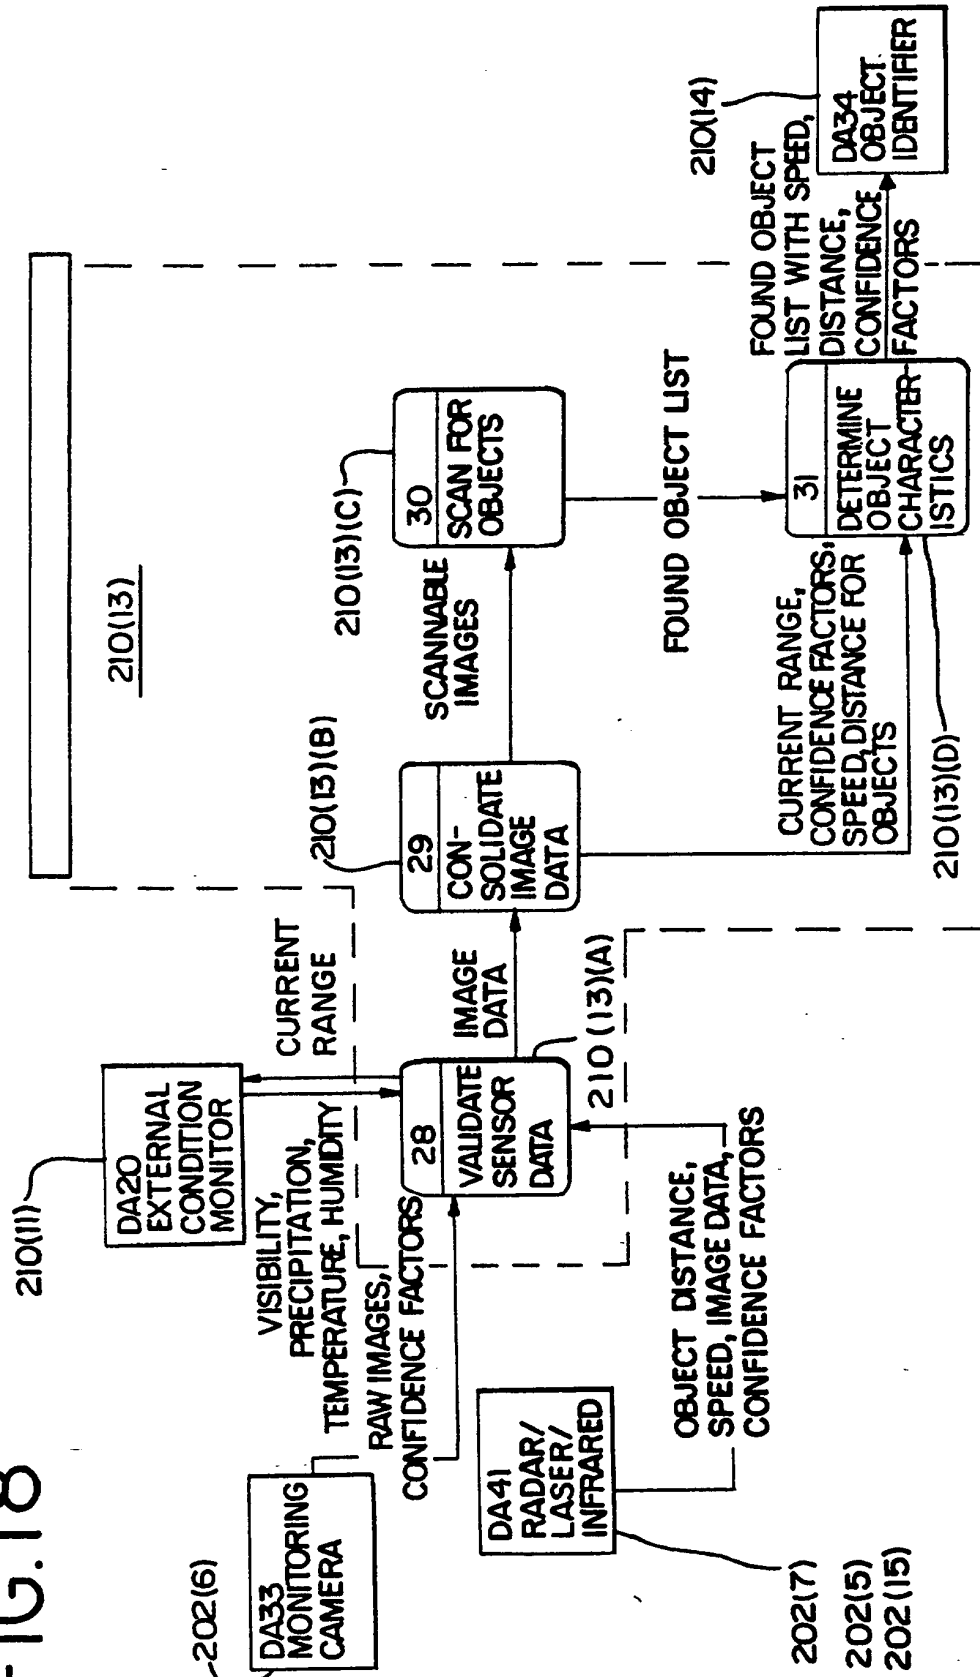 FIG.18
210(13)
210(11)
DA20
EXTERNAL
CONDITION
MONITOR
CURRENT
RANGE
VISIBILITY,
PRECIPITATION,
TEMPERATURE, HUMIDITY
202(6)
DA33
MONITORING
CAMERA
RAW IMAGES,
CONFIDENCE FACTORS
28
VALIDATE
SENSOR
DATA
210(13)(A)
IMAGE
DATA
210(13)(B)
29
CON-
SOLIDATE
IMAGE
DATA
SCANNABLE
IMAGES
210(13)(C)
30
SCAN FOR
OBJECTS
DA41
RADAR/
LASER/
INFRARED
202(7)
202(5)
202(15)
OBJECT DISTANCE,
SPEED, IMAGE DATA,
CONFIDENCE FACTORS
FOUND OBJECT LIST
CURRENT RANGE,
CONFIDENCE FACTORS,
SPEED, DISTANCE FOR
OBJECTS
31
DETERMINE
OBJECT
CHARACTER-
ISTICS
210(13)(D)
FOUND OBJECT
LIST WITH SPEED,
DISTANCE,
CONFIDENCE
FACTORS
210(14)
DA34
OBJECT
IDENTIFIER